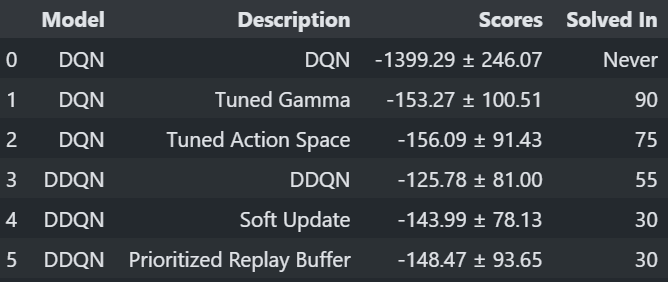 Model Description Scores Solved In
0 DQN DQN -1399.29 ± 246.07 Never
1 DQN Tuned Gamma -153.27 ± 100.51 90
2 DQN Tuned Action Space -156.09 ± 91.43 75
3 DDQN DDQN -125.78 ± 81.00 55
4 DDQN Soft Update -143.99 ± 78.13 30
5 DDQN Prioritized Replay Buffer -148.47 ± 93.65 30